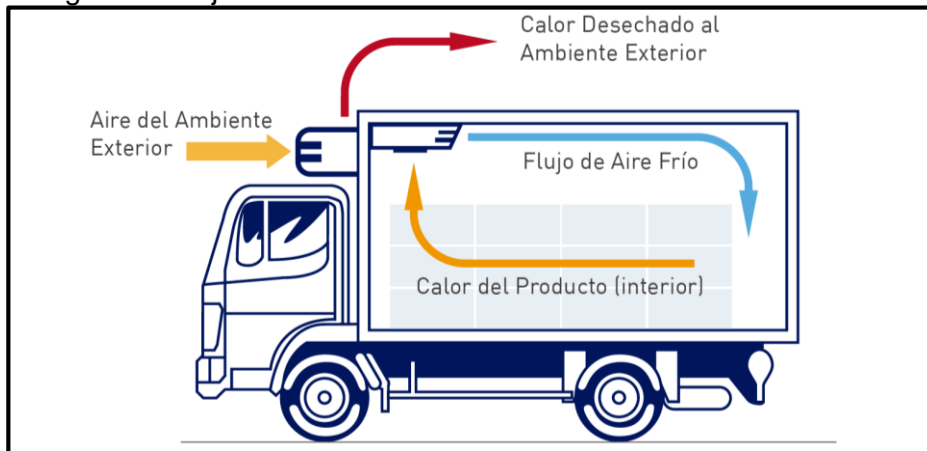 Calor Desechado al
Ambiente Exterior
Aire del Ambiente
Exterior
Flujo de Aire Frío
Calor del Producto (interior)